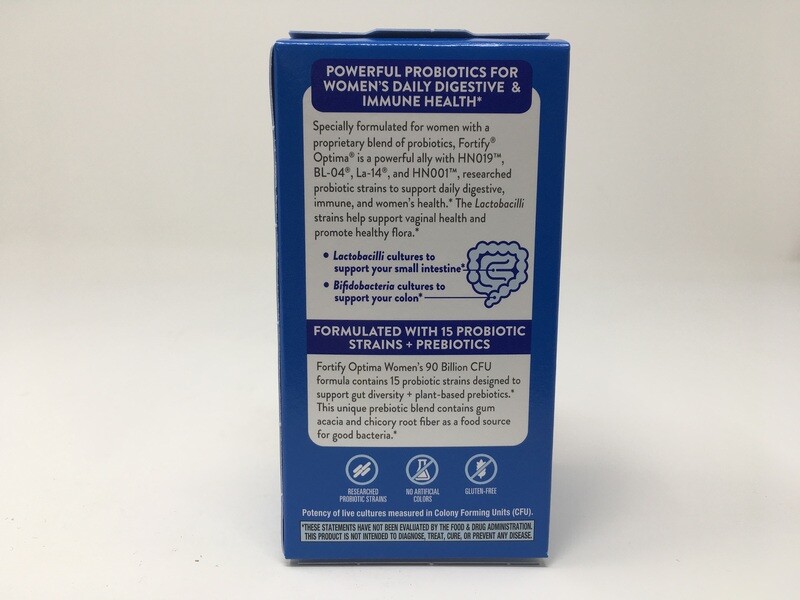 POWERFUL PROBIOTICS FOR
WOMEN'S DAILY DIGESTIVE &
IMMUNE HEALTH*
Specially formulated for women with a
proprietary blend of probiotics, Fortify®
Optima® is a powerful ally with HN019™,
BL-04®, La-14®, and HN001™, researched
probiotic strains to support daily digestive,
immune, and women's health.* The Lactobacilli
strains help support vaginal health and
promote healthy flora.*
• Lactobacilli cultures to
support your small intestine*
• Bifidobacteria cultures to
support your colon*
FORMULATED WITH 15 PROBIOTIC
STRAINS + PREBIOTICS
Fortify Optima Women's 90 Billion CFU
formula contains 15 probiotic strains designed to
support gut diversity + plant-based prebiotics.*
This unique prebiotic blend contains gum
acacia and chicory root fiber as a food source
for good bacteria.*
RESEARCHED
PROBIOTIC STRAINS
NO ARTIFICIAL
COLORS
GLUTEN-FREE
Potency of live cultures measured in Colony Forming Units (CFU).
*THESE STATEMENTS HAVE NOT BEEN EVALUATED BY THE FOOD & DRUG ADMINISTRATION.
THIS PRODUCT IS NOT INTENDED TO DIAGNOSE, TREAT, CURE, OR PREVENT ANY DISEASE.